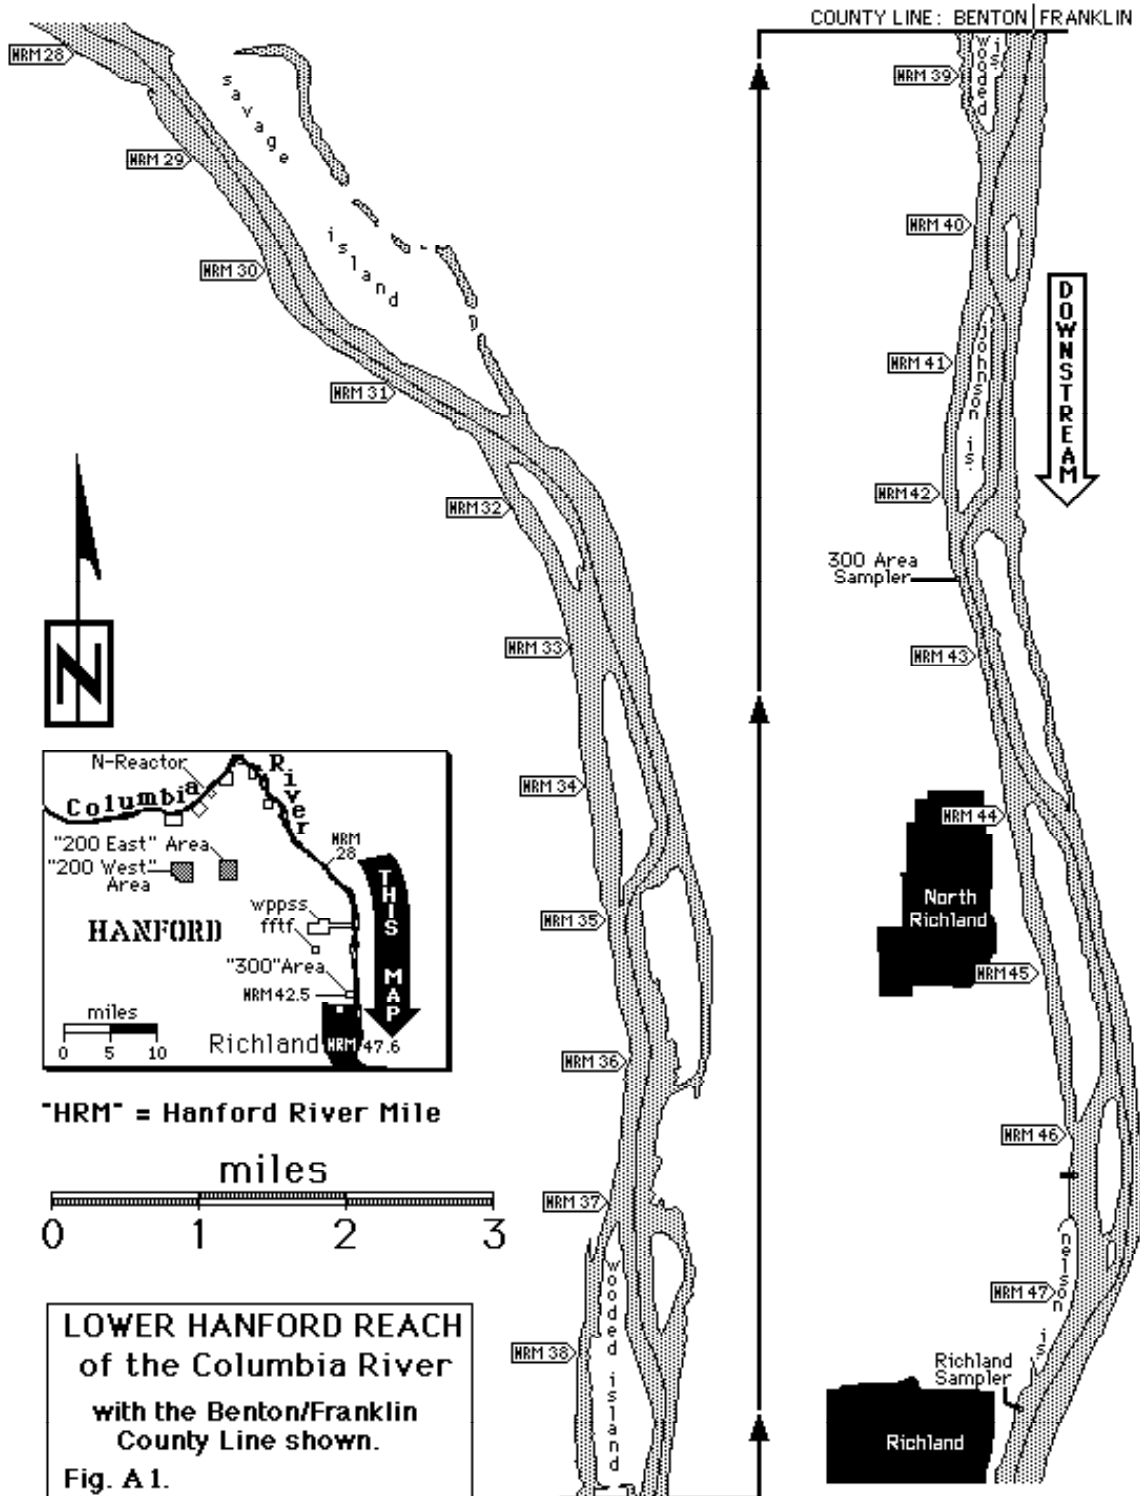 COUNTY LINE: BENTON | FRANKLIN
HRM 28
HRM 29
HRM 30
HRM 31
HRM 32
HRM 33
HRM 34
HRM 35
HRM 36
HRM 37
HRM 38
savage
island
wooded island
N
N-Reactor
Columbia River
"200 East" Area
"200 West"
Area
HRM
28
HANFORD
wppss
fftf
"300" Area
HRM 42.5
miles
0 5 10
Richland
HRM 47.6
THIS MAP
"HRM" = Hanford River Mile
miles
0 1 2 3
LOWER HANFORD REACH
of the Columbia River
with the Benton/Franklin
County Line shown.
Fig. A1.
wooded is
HRM 39
HRM 40
HRM 41
johnson is.
HRM 42
DOWNSTREAM
300 Area
Sampler
HRM 43
HRM 44
North
Richland
HRM 45
HRM 46
nelson is.
HRM 47
Richland
Sampler
Richland